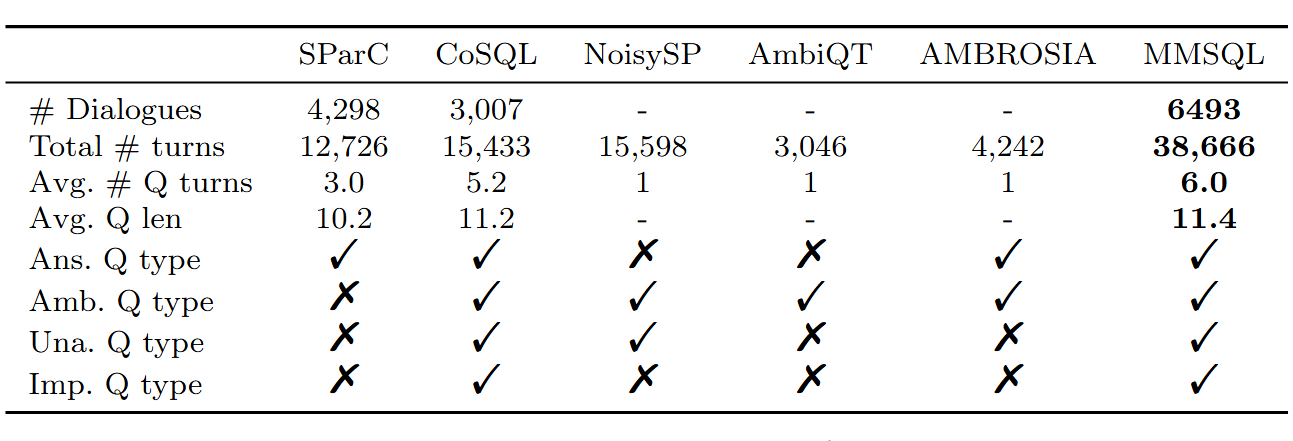 SParC CoSQL NoisySP AmbiQT AMBROSIA MMSQL
# Dialogues 4,298 3,007 - - - 6493
Total # turns 12,726 15,433 15,598 3,046 4,242 38,666
Avg. # Q turns 3.0 5.2 1 1 1 6.0
Avg. Q len 10.2 11.2 - - - 11.4
Ans. Q type ✓ ✓ ✗ ✗ ✓ ✓
Amb. Q type ✗ ✓ ✓ ✓ ✓ ✓
Una. Q type ✗ ✓ ✓ ✗ ✗ ✓
Imp. Q type ✗ ✓ ✗ ✗ ✗ ✓